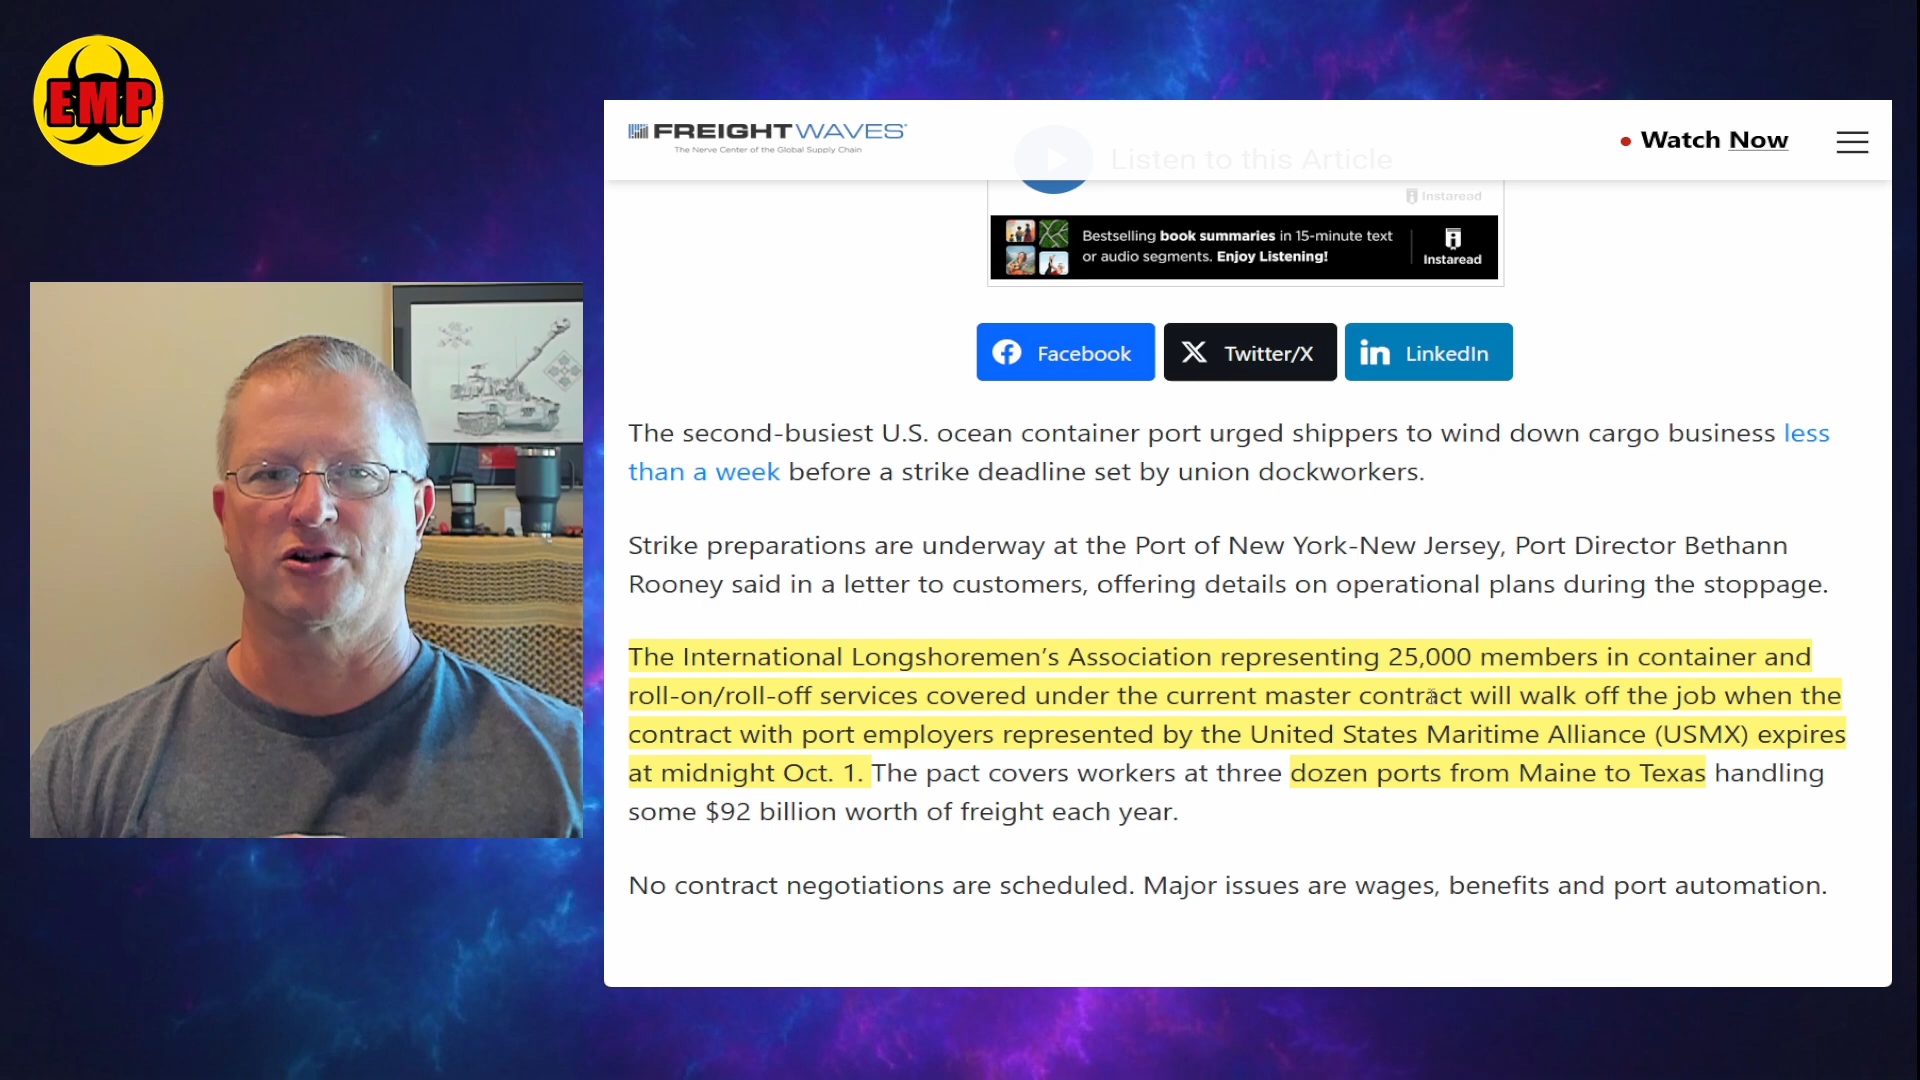 EMP
FREIGHTWAVES
The Nerve Center of the Global Supply Chain
Listen to this Article
Watch Now
Instaread
Bestselling book summaries in 15-minute text
or audio segments. Enjoy Listening!
Instaread
Facebook
Twitter/X
LinkedIn
The second-busiest U.S. ocean container port urged shippers to wind down cargo business less
than a week before a strike deadline set by union dockworkers.
Strike preparations are underway at the Port of New York-New Jersey, Port Director Bethann
Rooney said in a letter to customers, offering details on operational plans during the stoppage.
The International Longshoremen’s Association representing 25,000 members in container and
roll-on/roll-off services covered under the current master contract will walk off the job when the
contract with port employers represented by the United States Maritime Alliance (USMX) expires
at midnight Oct. 1. The pact covers workers at three dozen ports from Maine to Texas handling
some $92 billion worth of freight each year.
No contract negotiations are scheduled. Major issues are wages, benefits and port automation.